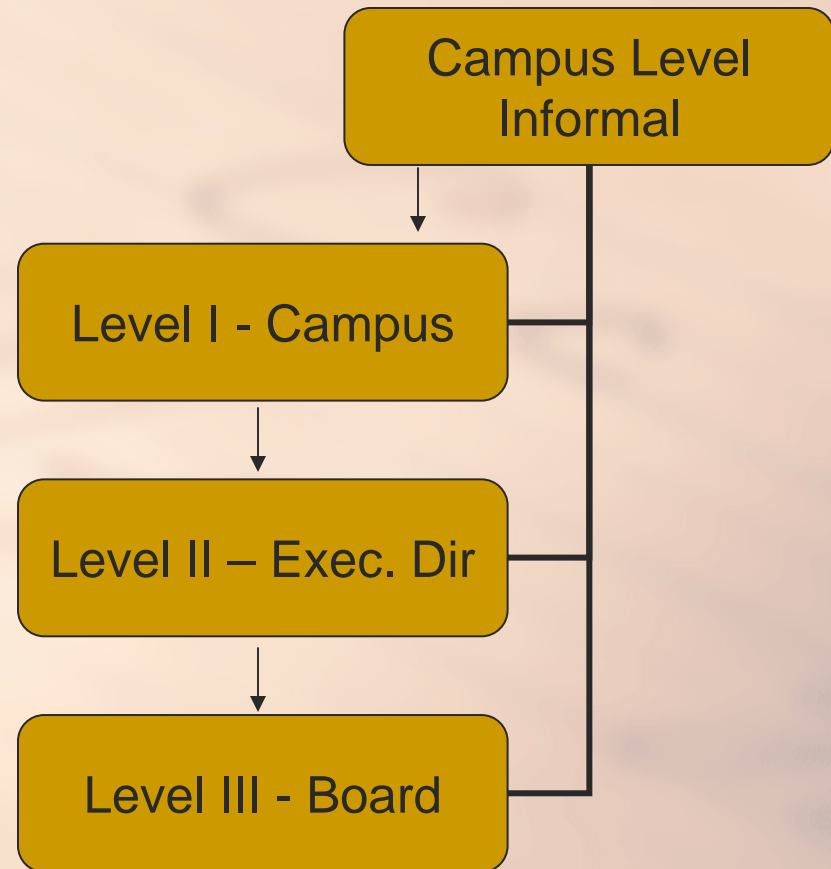 Campus Level
Informal
Level I - Campus
Level II – Exec. Dir
Level III - Board